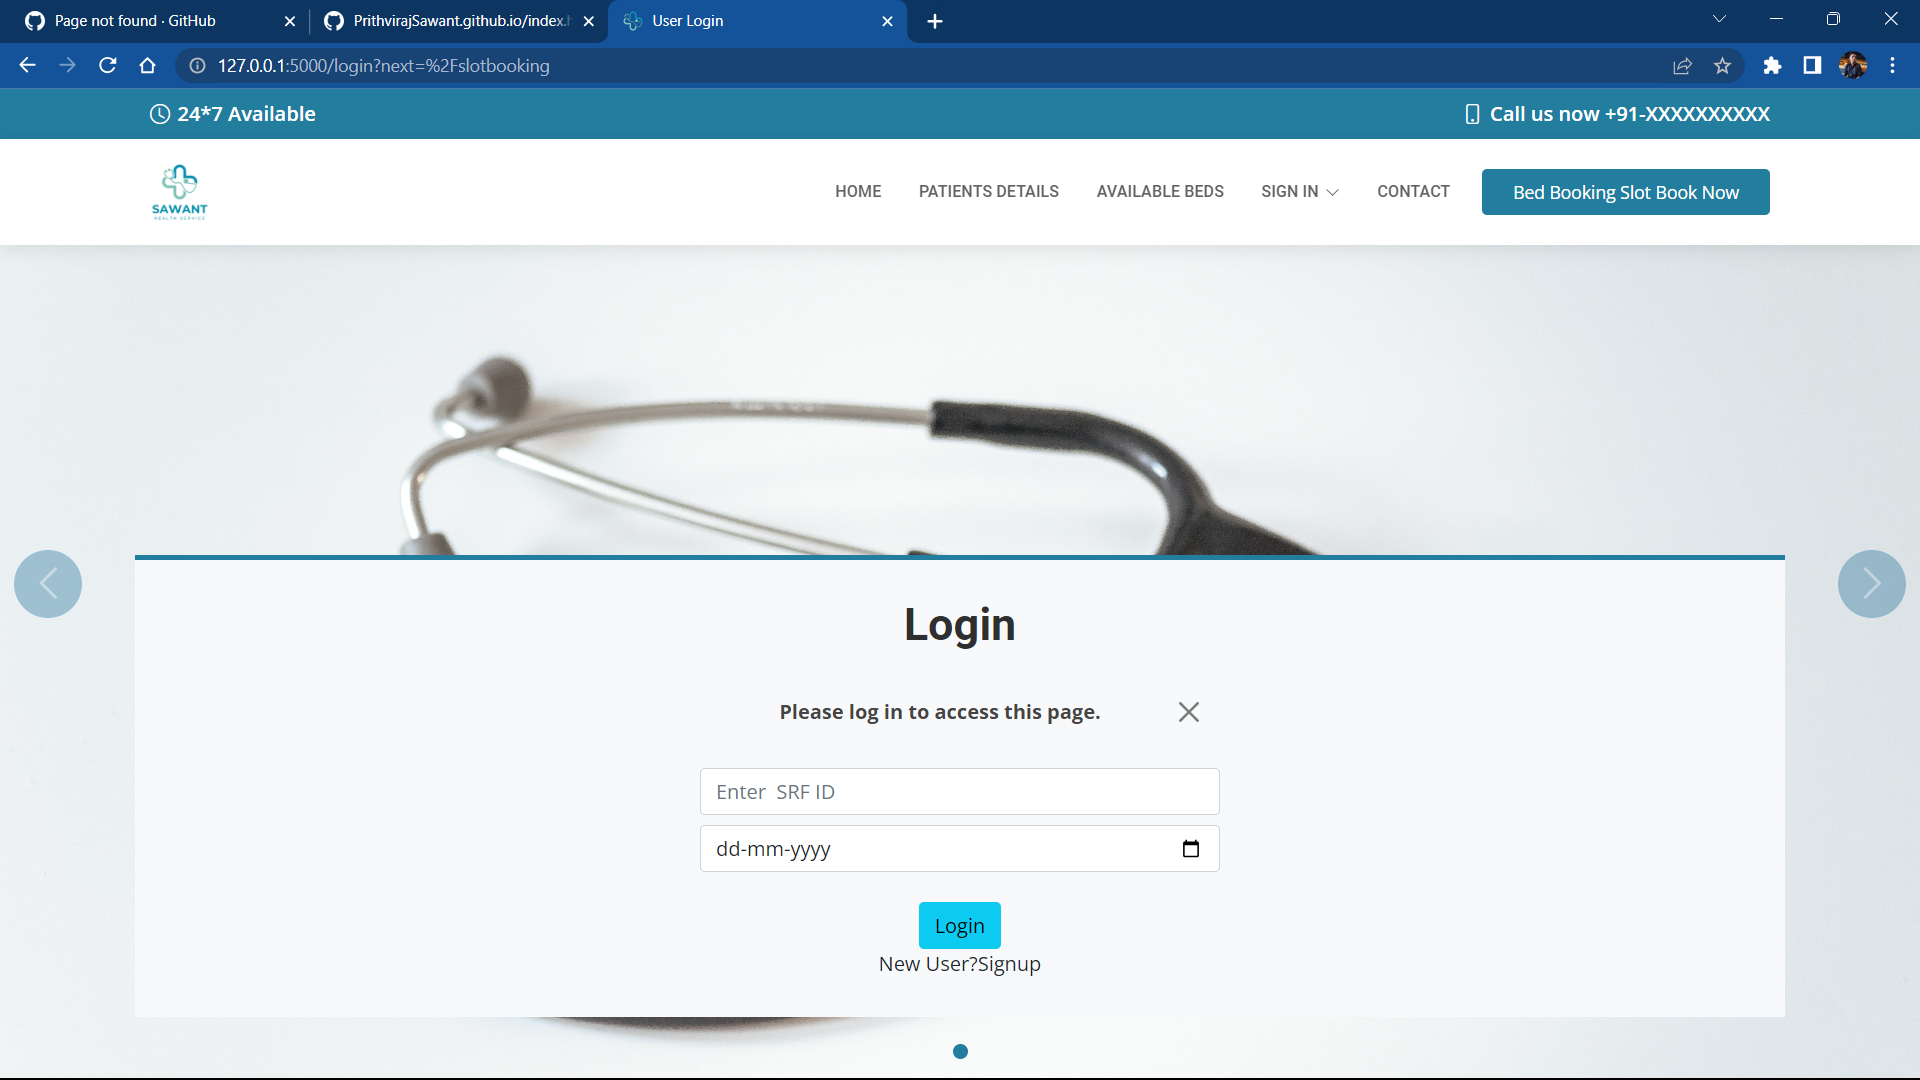 Page not found · GitHub
PrithvirajSawant.github.io/index.h
User Login
127.0.0.1:5000/login?next=%2Fslotbooking
24*7 Available
Call us now +91-XXXXXXXXXX
SAWANT
HEALTH SERVICE
HOME
PATIENTS DETAILS
AVAILABLE BEDS
SIGN IN
CONTACT
Bed Booking Slot Book Now
Login
Please log in to access this page.
Enter  SRF ID
dd-mm-yyyy
Login
New User?Signup